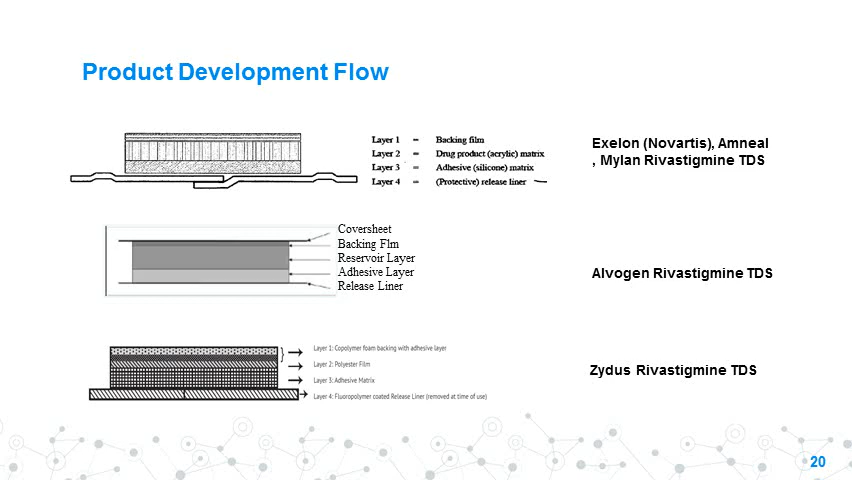 Product Development Flow
Layer 1 = Backing film
Layer 2 = Drug product (acrylic) matrix
Layer 3 = Adhesive (silicone) matrix
Layer 4 = (Protective) release liner
Exelon (Novartis), Amneal
, Mylan Rivastigmine TDS
Coversheet
Backing Flm
Reservoir Layer
Adhesive Layer
Release Liner
Alvogen Rivastigmine TDS
Layer 1: Copolymer foam backing with adhesive layer
Layer 2: Polyester Film
Layer 3: Adhesive Matrix
Layer 4: Fluoropolymer coated Release Liner (removed at time of use)
Zydus Rivastigmine TDS
20